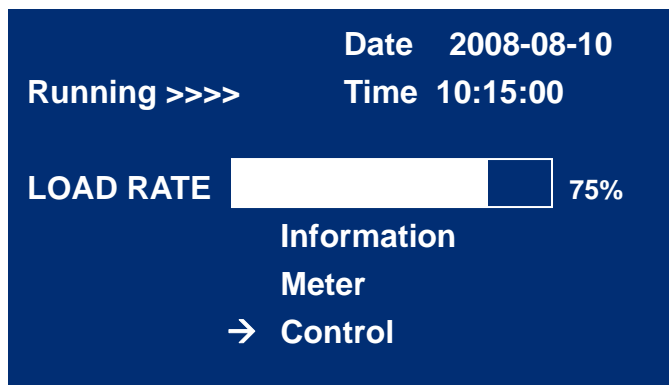 Date 2008-08-10
Running >>>> Time 10:15:00
LOAD RATE 75%
Information
Meter
→ Control